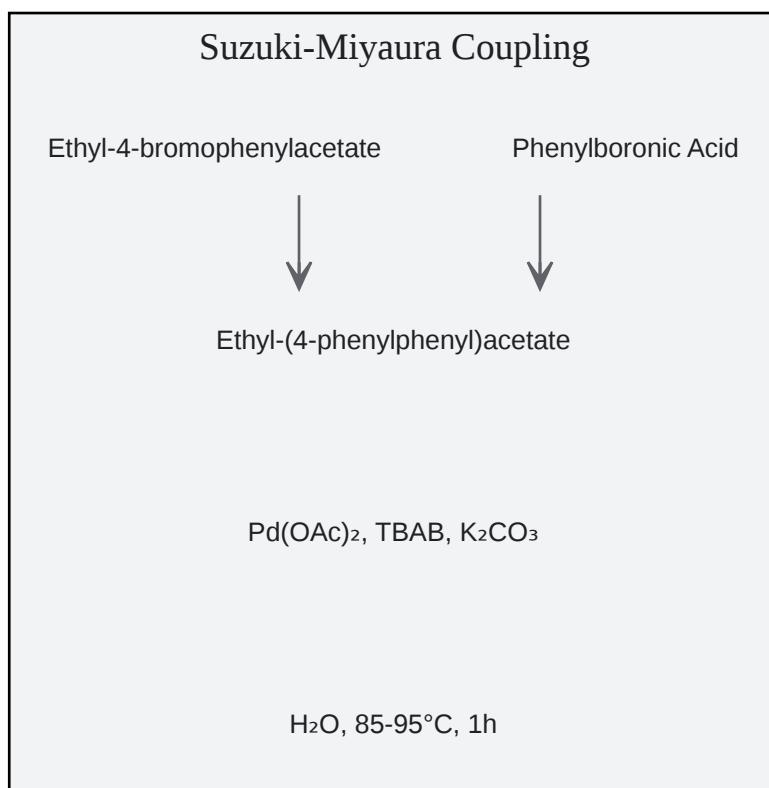 Suzuki-Miyaura Coupling
Ethyl-4-bromophenylacetate Phenylboronic Acid
Ethyl-(4-phenylphenyl)acetate
Pd(OAc)₂, TBAB, K₂CO₃
H₂O, 85-95°C, 1h